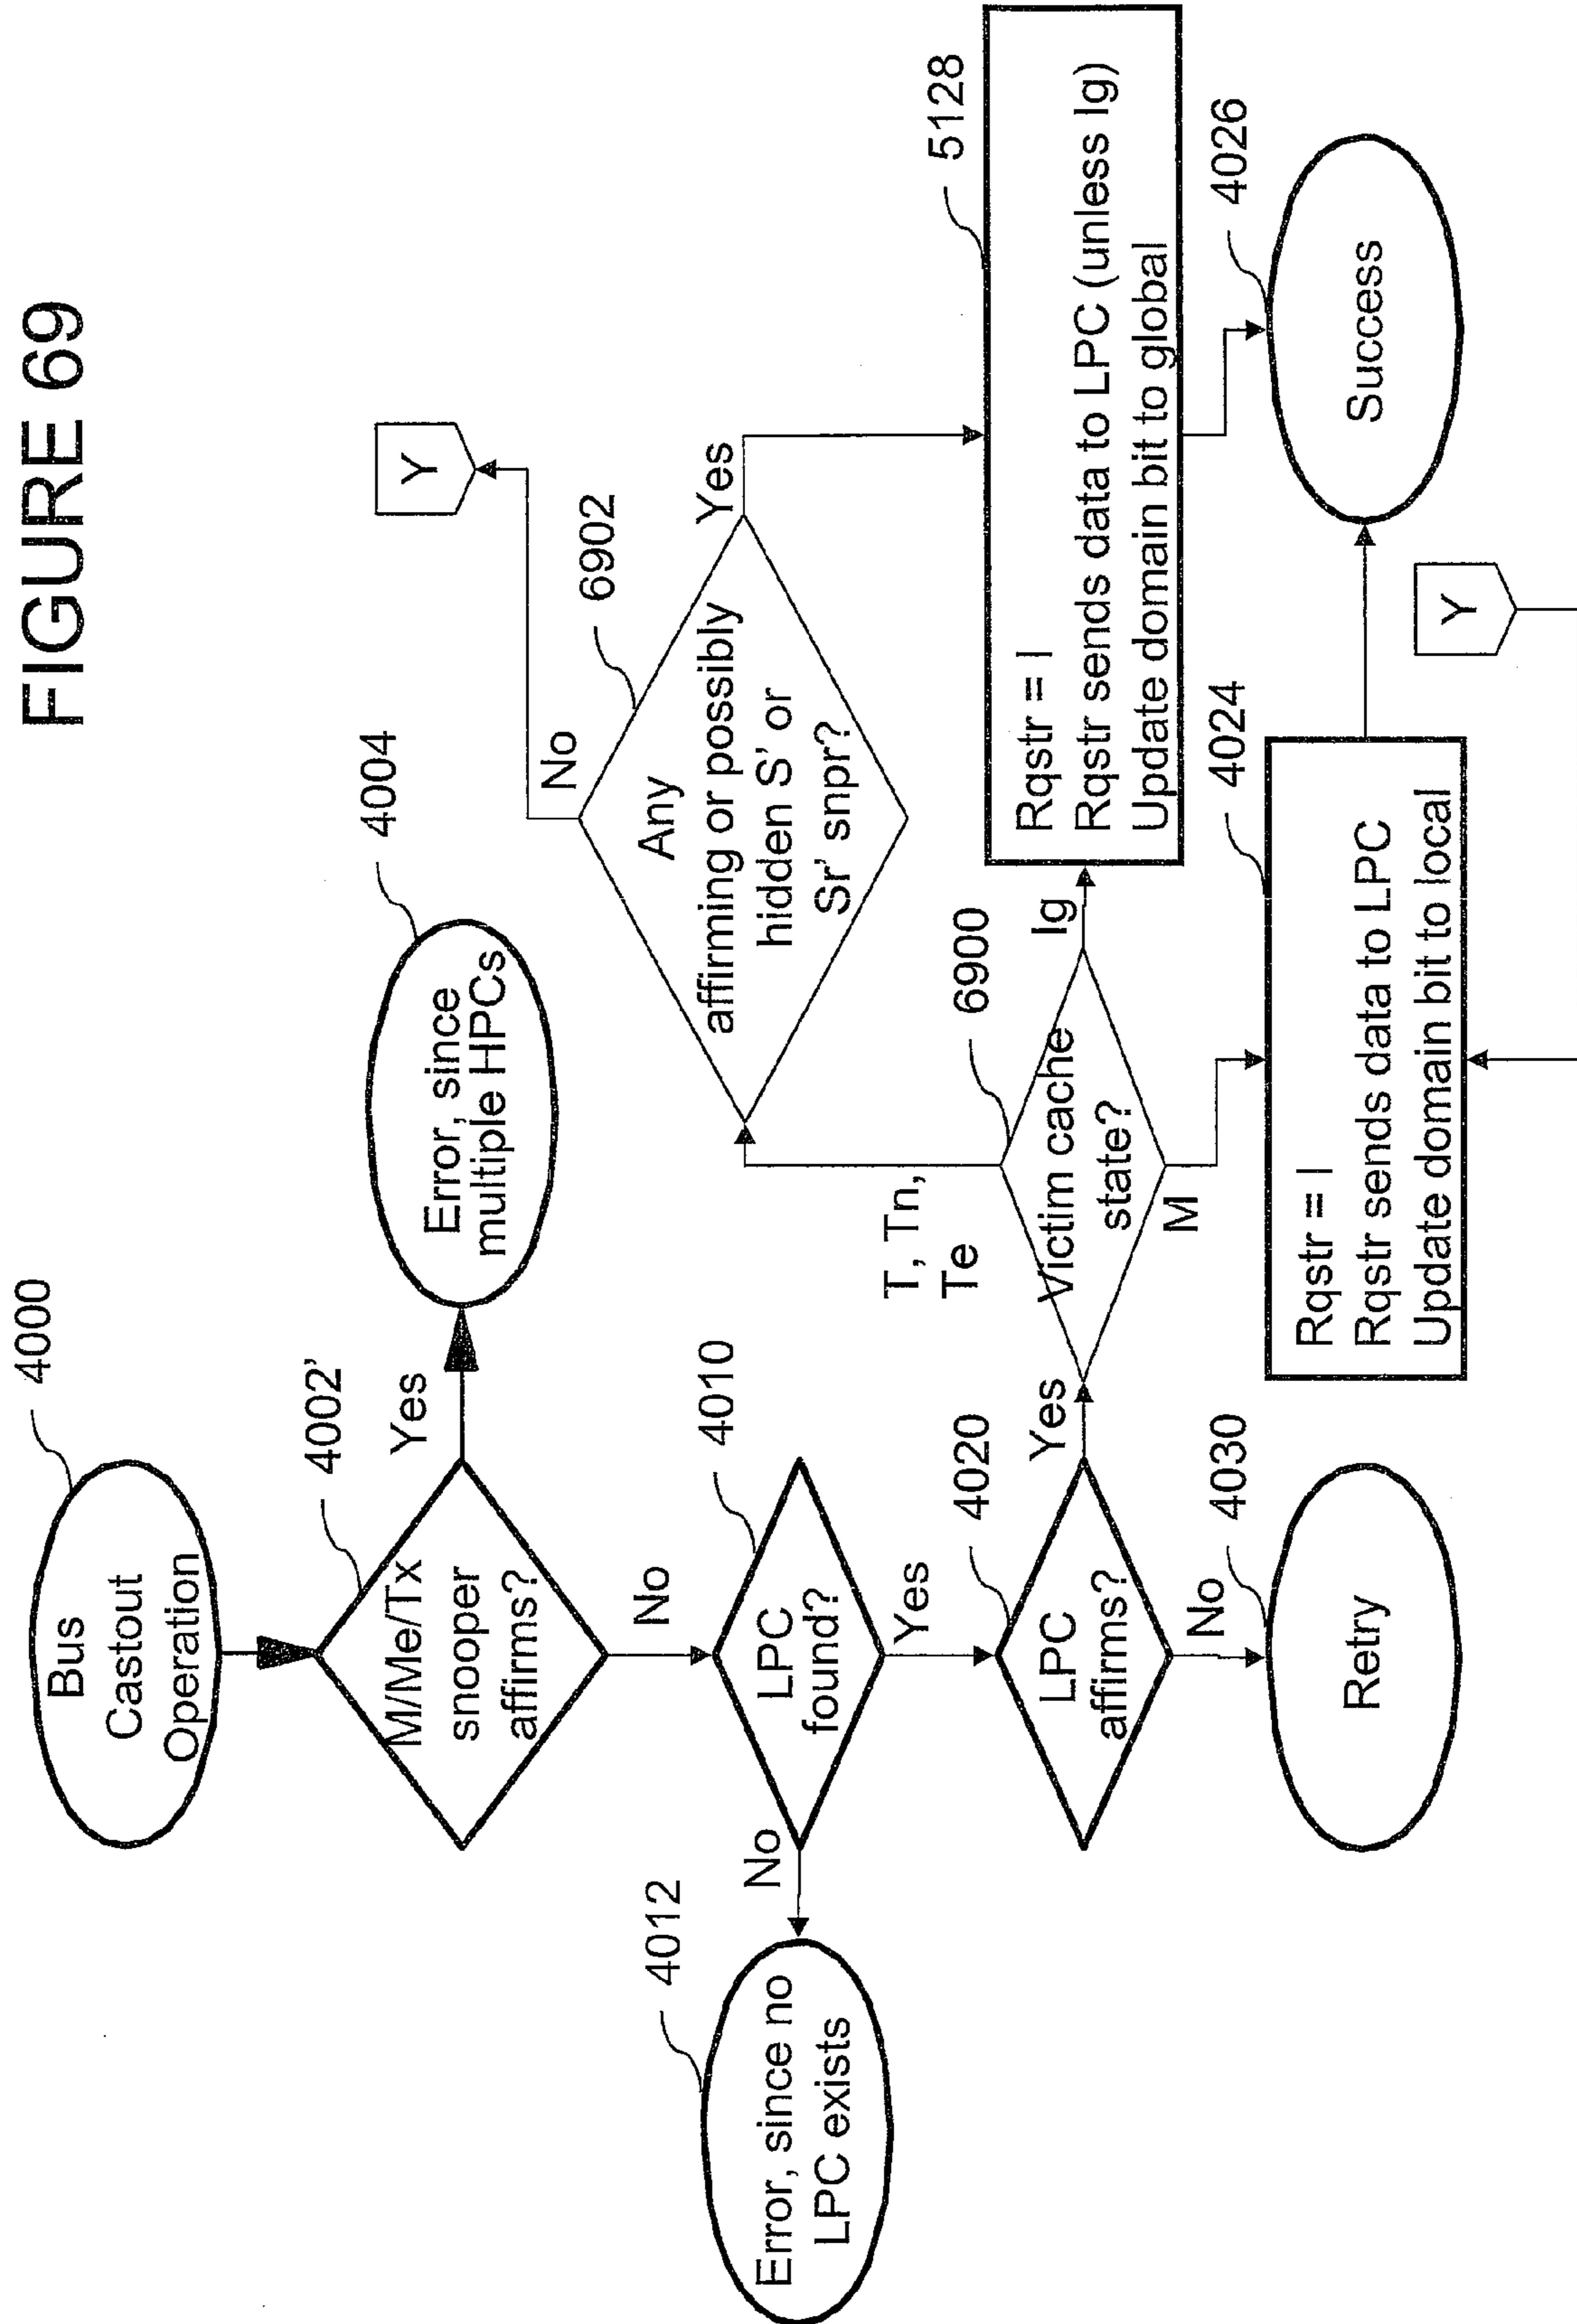 FIGURE 69
4000
Bus
Castout
Operation
4002'
M/Me/Tx
snooper
affirms?
Yes
4004
Error, since
multiple HPCs
No
4010
LPC
found?
No
4012
Error, since no
LPC exists
Yes
4020
LPC
affirms?
No
4030
Retry
Yes
6900
Victim cache
state?
T, Tn,
Te
Ig
M
6902
Any
affirming or possibly
hidden S' or
Sr' snpr?
No
Y
Yes
5128
Rqstr = I
Rqstr sends data to LPC (unless Ig)
Update domain bit to global
4024
Rqstr = I
Rqstr sends data to LPC
Update domain bit to local
Y
4026
Success